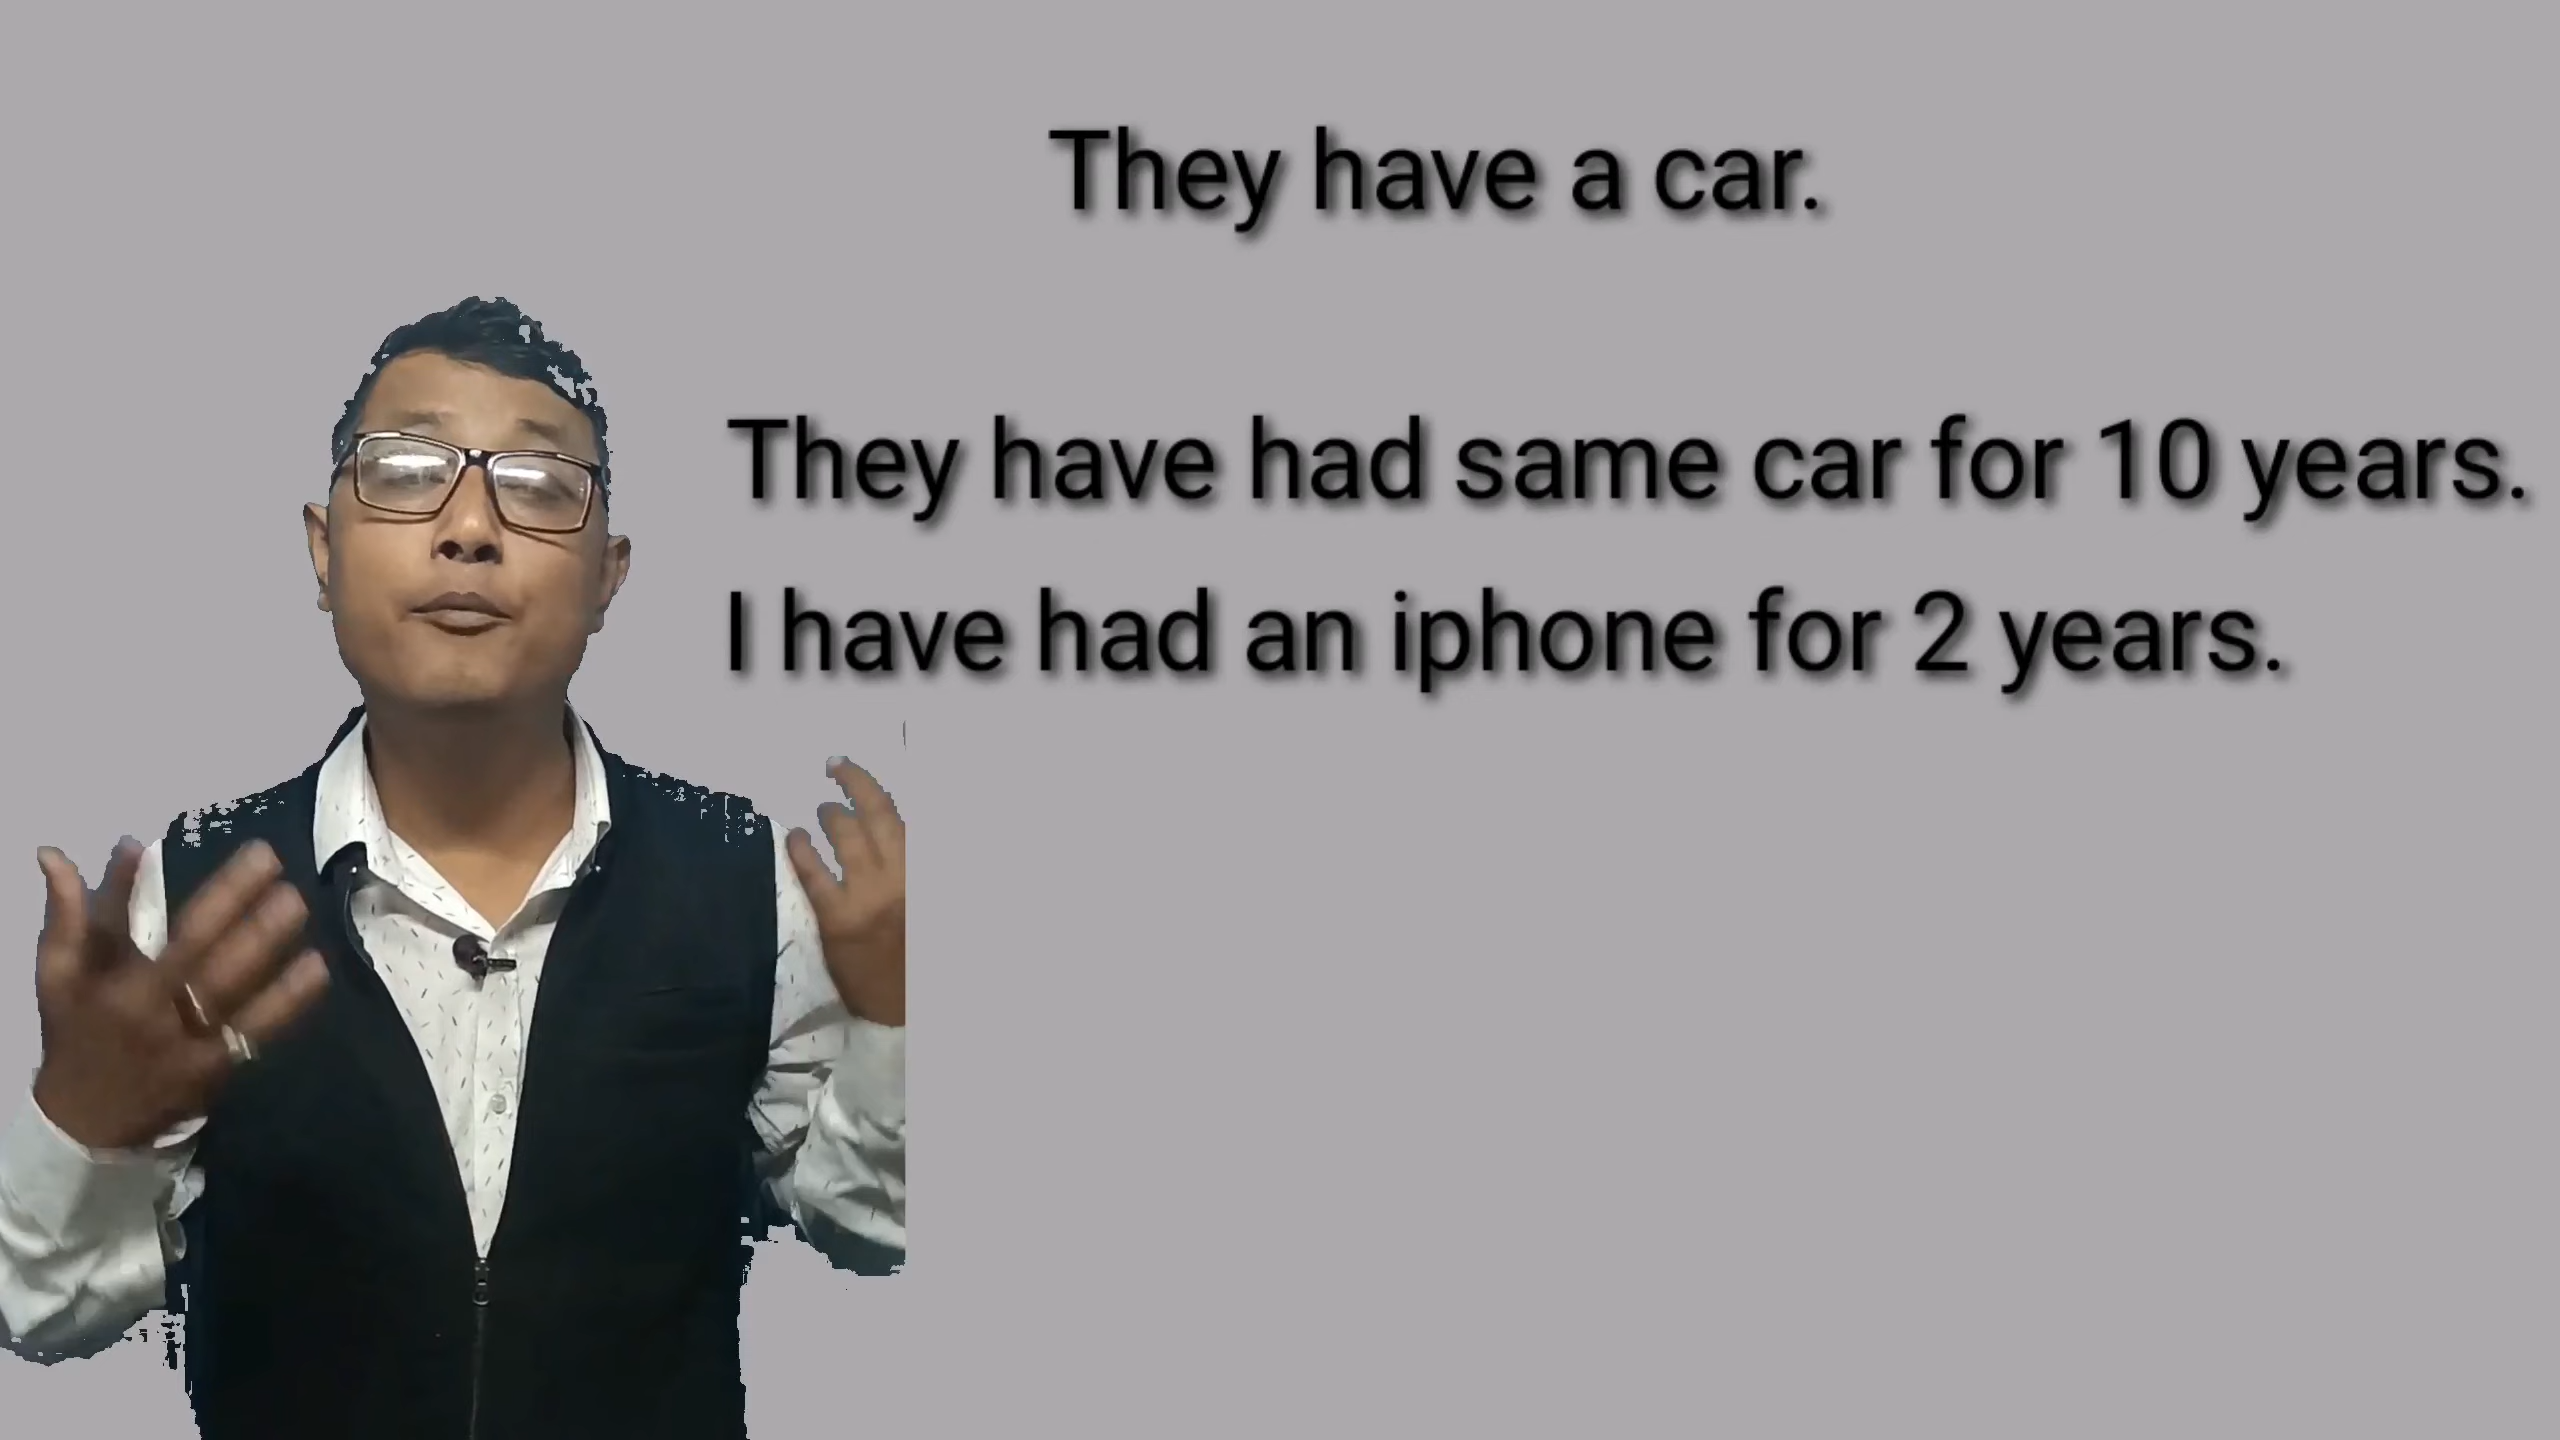 They have a car.
They have had same car for 10 years.
I have had an iphone for 2 years.